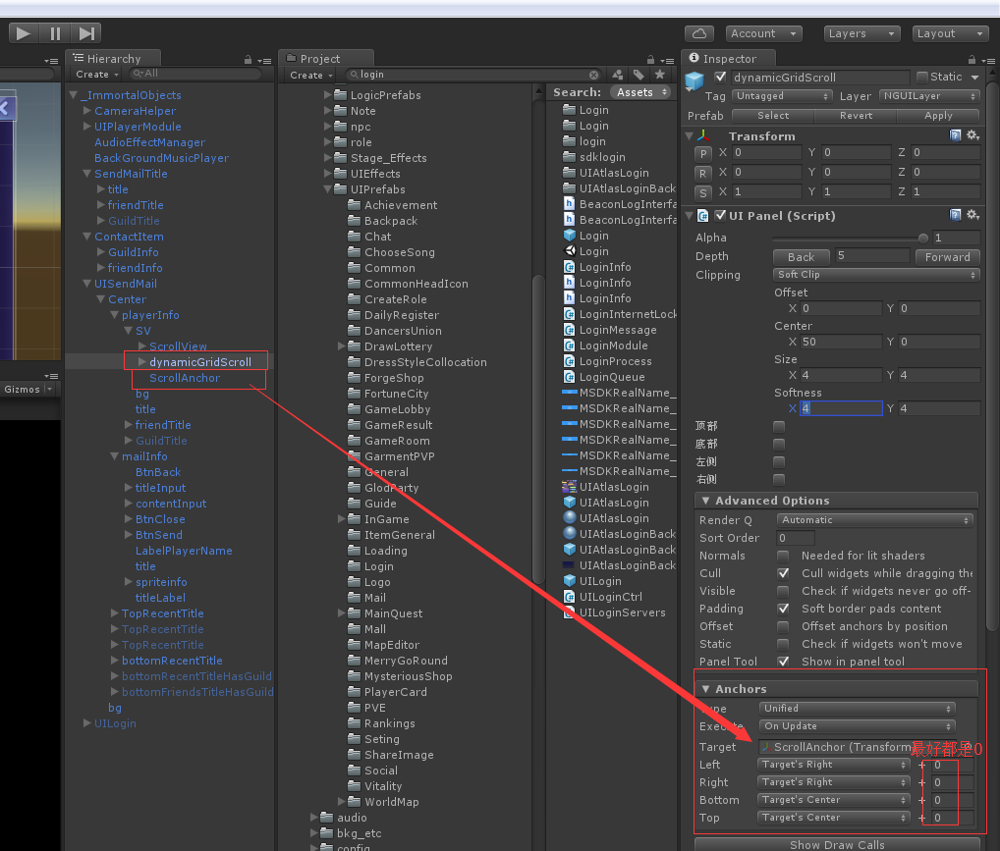 Account
Layers
Layout
Hierarchy
Create
All
_ImmortalObjects
CameraHelper
UIPlayerModule
AudioEffectManager
BackGroundMusicPlayer
SendMailTitle
title
friendTitle
GuildTitle
ContactItem
GuildInfo
friendInfo
UISendMail
Center
playerInfo
SV
ScrollView
dynamicGridScroll
ScrollAnchor
bg
title
friendTitle
GuildTitle
mailInfo
BtnBack
titleInput
contentInput
BtnClose
BtnSend
LabelPlayerName
title
spriteinfo
titleLabel
TopRecentTitle
TopRecentTitle
TopRecentTitle
bottomRecentTitle
bottomRecentTitleHasGuild
bottomFriendsTitleHasGuild
bg
UILogin
Gizmos
Project
Create
login
LogicPrefabs
Note
npc
role
Stage_Effects
UIEffects
UIPrefabs
Achievement
Backpack
Chat
ChooseSong
Common
CommonHeadIcon
CreateRole
DailyRegister
DancersUnion
DrawLottery
DressStyleCollocation
ForgeShop
FortuneCity
GameLobby
GameResult
GameRoom
GarmentPVP
General
GlodParty
Guide
InGame
ItemGeneral
Loading
Login
Logo
Mail
MainQuest
Mall
MapEditor
MerryGoRound
MysteriousShop
PlayerCard
PVE
Rankings
Seting
ShareImage
Social
Vitality
WorldMap
audio
bkg_etc
config
Search: Assets
Login
Login
login
sdklogin
UIAtlasLogin
UIAtlasLoginBack
BeaconLogInterfa
BeaconLogInterfa
Login
Login
LoginInfo
LoginInfo
LoginInfo
LoginInternetLock
LoginMessage
LoginModule
LoginProcess
LoginQueue
MSDKRealName_
MSDKRealName_
MSDKRealName_
MSDKRealName_
MSDKRealName_
MSDKRealName_
UIAtlasLogin
UIAtlasLogin
UIAtlasLogin
UIAtlasLoginBack
UIAtlasLoginBack
UIAtlasLoginBack
UILogin
UILoginCtrl
UILoginServers
Inspector
dynamicGridScroll Static
Tag Untagged Layer NGUILayer
Prefab Select Revert Apply
Transform
P X 0 Y 0 Z 0
R X 0 Y 0 Z 0
S X 1 Y 1 Z 1
UI Panel (Script)
Alpha 1
Depth Back 5 Forward
Clipping Soft Clip
Offset
X 0 Y 0
Center
X 50 Y 0
Size
X 4 Y 4
Softness
X 4 Y 4
顶部
底部
左侧
右侧
Advanced Options
Render Q Automatic
Sort Order 0
Normals Needed for lit shaders
Cull Cull widgets while dragging the
Visible Check if widgets never go off-
Padding Soft border pads content
Offset Offset anchors by position
Static Check if widgets won't move
Panel Tool Show in panel tool
Anchors
Type Unified
Execute On Update
Target ScrollAnchor (Transform
最好都是0
Left Target's Right + 0
Right Target's Right + 0
Bottom Target's Center + 0
Top Target's Center + 0
Show Draw Calls